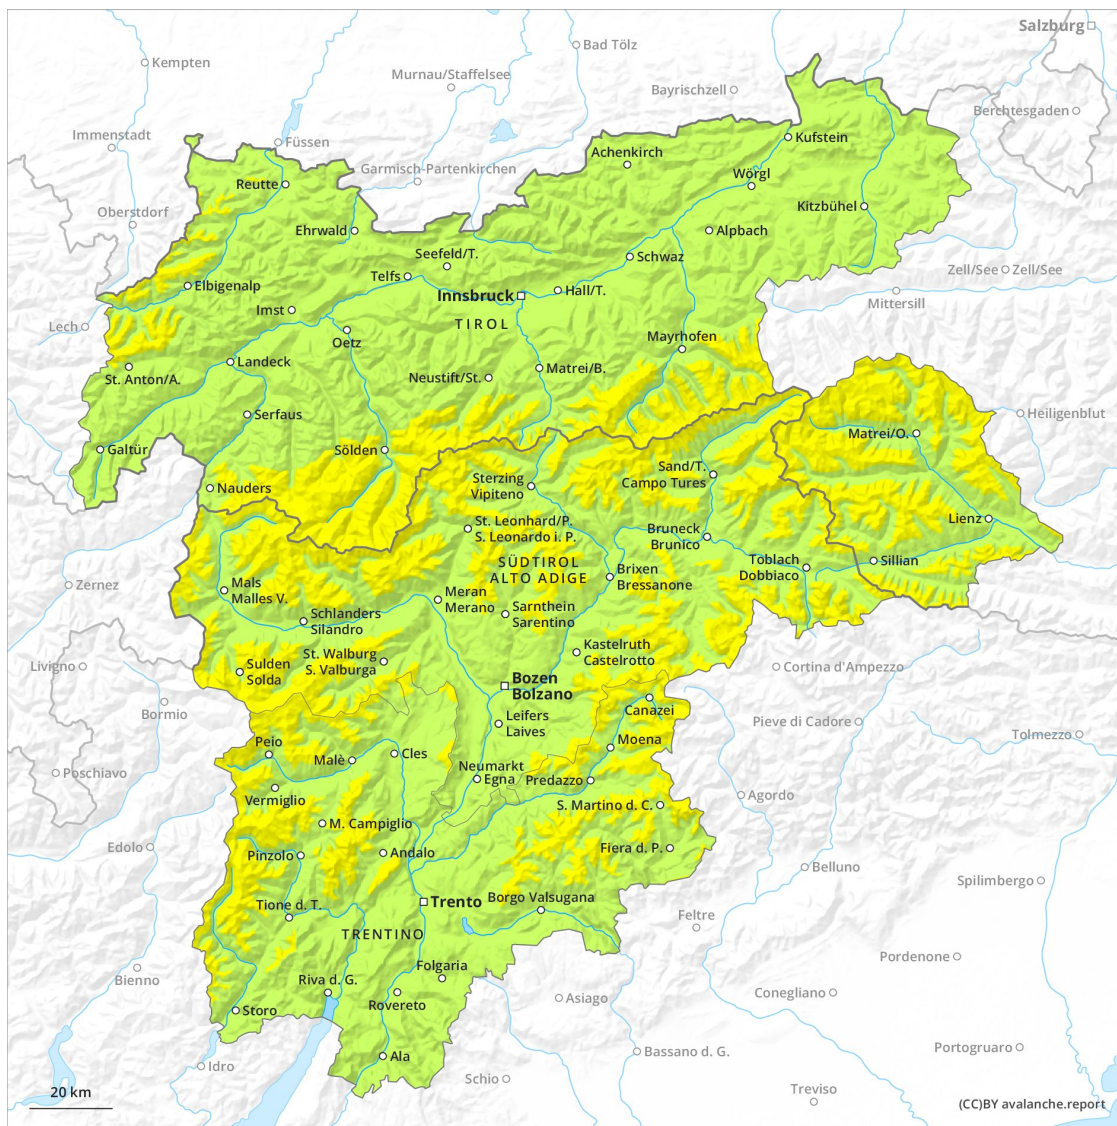 Salzburg
Bad Tölz
Kempten
Murnau/Staffelsee
Bayrischzell
Berchtesgaden
Immenstadt
Füssen
Kufstein
Achenkirch
Garmisch-Partenkirchen
Wörgl
Reutte
Kitzbühel
Oberstdorf
Ehrwald
Alpbach
Seefeld/T.
Schwaz
Telfs
Zell/See
Zell/See
Elbigenalp
Innsbruck
Hall/T.
Mittersill
Imst
TIROL
Lech
Oetz
Mayrhofen
Landeck
Matrei/B.
St. Anton/A.
Neustift/St.
Serfaus
Heiligenblut
Matrei/O.
Galtür
Sölden
Sand/T.
Campo Tures
Sterzing
Vipiteno
Nauders
Lienz
St. Leonhard/P.
S. Leonardo i. P.
Bruneck
Brunico
SÜDTIROL
ALTO ADIGE
Toblach
Dobbiaco
Sillian
Brixen
Bressanone
Zernez
Mals
Malles V.
Meran
Merano
Sarnthein
Sarentino
Schlanders
Silandro
Kastelruth
Castelrotto
St. Walburg
S. Valburga
Livigno
Sulden
Solda
Cortina d'Ampezzo
Bozen
Bolzano
Canazei
Bormio
Leifers
Laives
Pieve di Cadore
Tolmezzo
Moena
Peio
Cles
Malè
Poschiavo
Neumarkt
Egna
Predazzo
Vermiglio
Agordo
S. Martino d. C.
M. Campiglio
Edolo
Pinzolo
Andalo
Fiera d. P.
Belluno
Spilimbergo
Borgo Valsugana
Tione d. T.
Trento
Feltre
TRENTINO
Pordenone
Folgaria
Bienno
Riva d. G.
Rovereto
Asiago
Conegliano
Storo
Ala
Bassano d. G.
Portogruaro
Idro
Schio
Treviso
20 km
(CC)BY avalanche.report